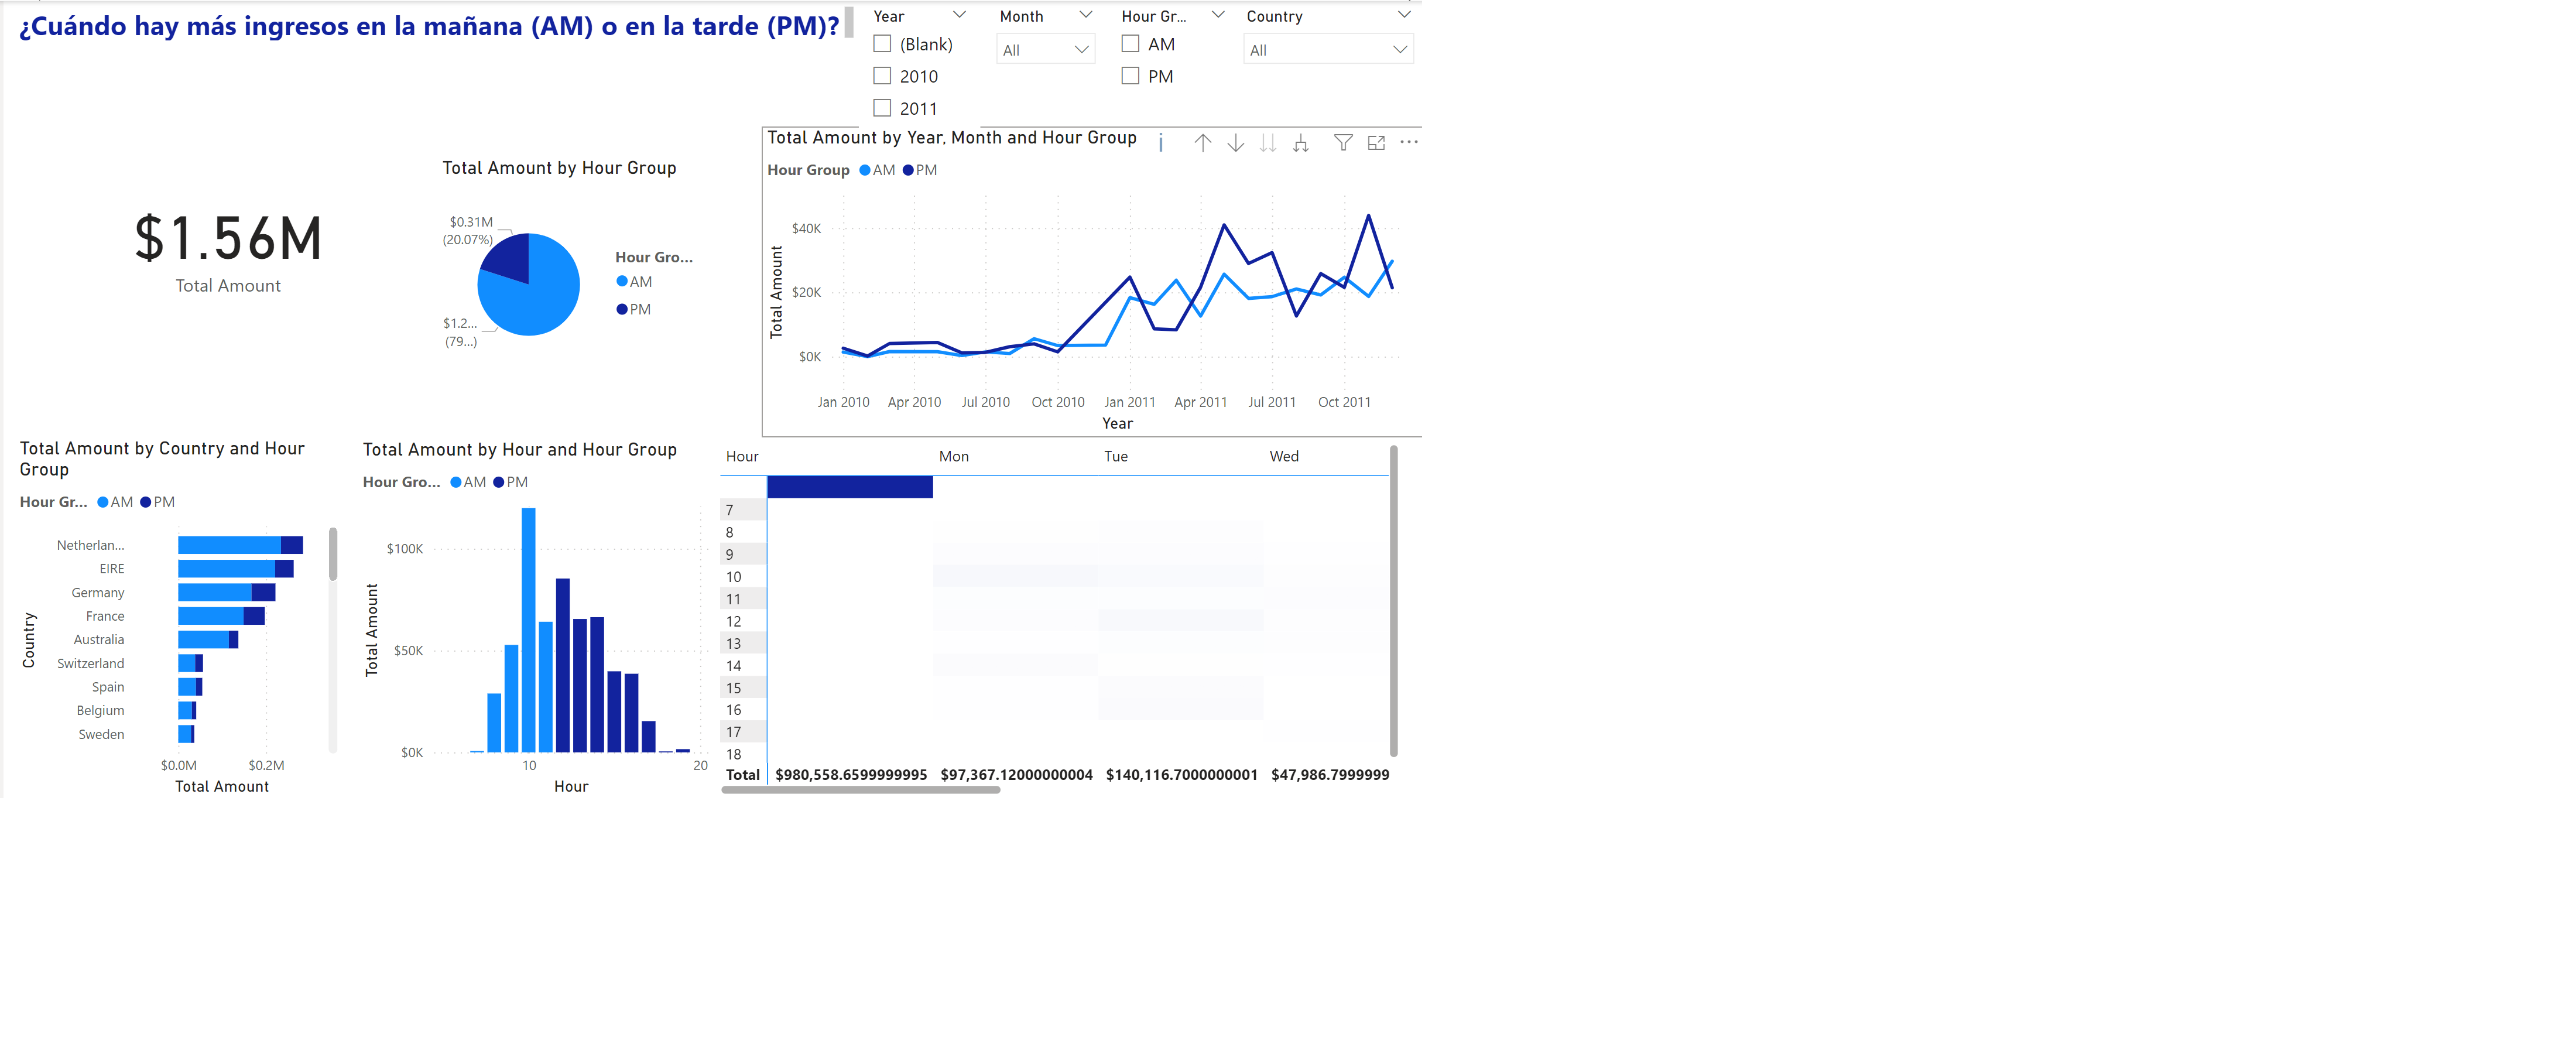 ¿Cuándo hay más ingresos en la mañana (AM) o en la tarde (PM)?
Year
(Blank)
2010
2011
Month
All
Hour Gr...
AM
PM
Country
All
$1.56M
Total Amount
Total Amount by Hour Group
$0.31M
(20.07%)
$1.2...
(79...)
Hour Gro...
AM
PM
Total Amount by Year, Month and Hour Group
Hour Group AM PM
Total Amount
$40K
$20K
$0K
Jan 2010 Apr 2010 Jul 2010 Oct 2010 Jan 2011 Apr 2011 Jul 2011 Oct 2011
Year
Total Amount by Country and Hour
Group
Hour Gr... AM PM
Country
Netherlan...
EIRE
Germany
France
Australia
Switzerland
Spain
Belgium
Sweden
$0.0M $0.2M
Total Amount
Total Amount by Hour and Hour Group
Hour Gro... AM PM
Total Amount
$100K
$50K
$0K
10 20
Hour
Hour Mon Tue Wed
7
8
9
10
11
12
13
14
15
16
17
18
Total $980,558.6599999995 $97,367.12000000004 $140,116.7000000001 $47,986.7999999